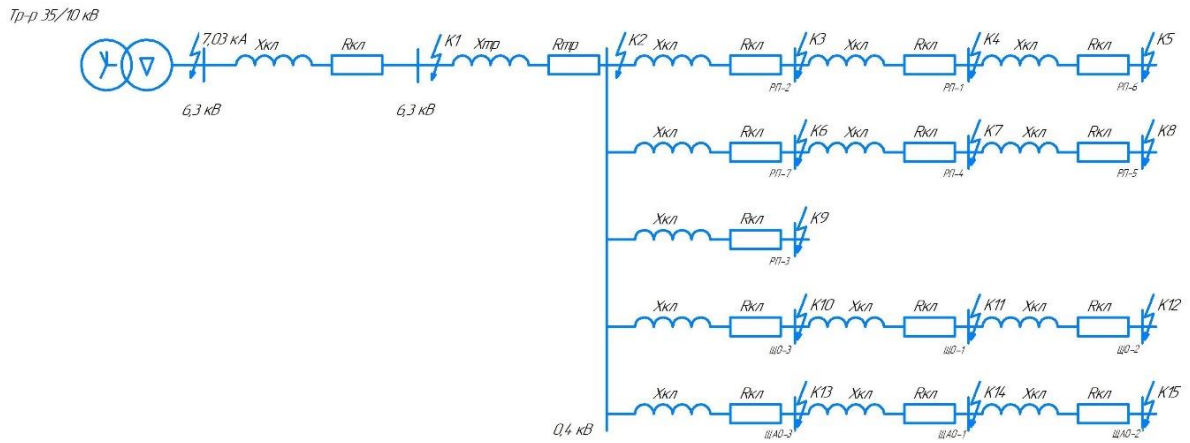 Тр-р 35/10 кВ
7,03 кА Xкл Rкл К1 Xтр Rтр К2 Xкл Rкл К3 Xкл Rкл К4 Xкл Rкл К5
РП-2 РП-1 РП-6
6,3 кВ 6,3 кВ
Xкл Rкл К6 Xкл Rкл К7 Xкл Rкл К8
РП-7 РП-4 РП-5
Xкл Rкл К9
РП-3
Xкл Rкл К10 Xкл Rкл К11 Xкл Rкл К12
ЩО-3 ЩО-1 ЩО-2
Xкл Rкл К13 Xкл Rкл К14 Xкл Rкл К15
0,4 кВ ЩАО-3 ЩАО-1 ЩАО-2